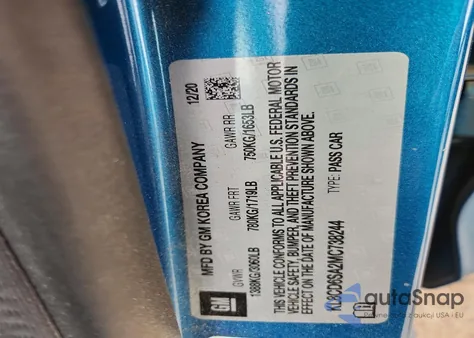 MFD BY GM KOREA COMPANY 12/20
GVWR GAWR FRT GAWR RR
1388KG/3060LB 780KG/1719LB 750KG/1653LB
THIS VEHICLE CONFORMS TO ALL APPLICABLE U.S. FEDERAL MOTOR
VEHICLE SAFETY, BUMPER, AND THEFT PREVENTION STANDARDS IN
EFFECT ON THE DATE OF MANUFACTURE SHOWN ABOVE.
KL8CD6SA2MC738244 TYPE: PASS CAR
GM
autoSnap